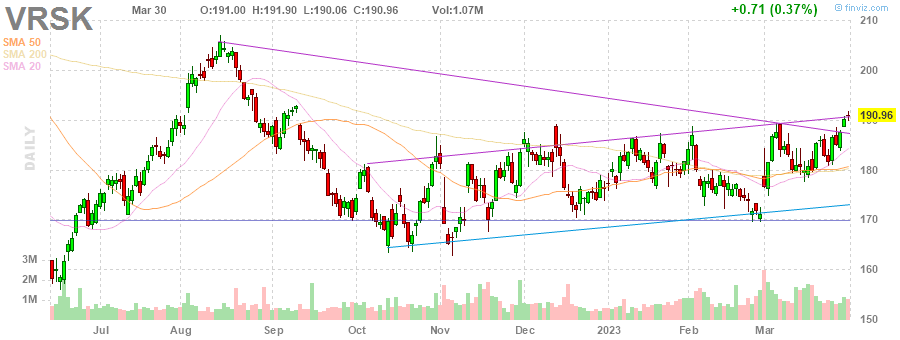 VRSK Mar 30 O:191.00 H:191.90 L:190.06 C:190.96 Vol:1.07M +0.71 (0.37%)
© finviz.com
SMA 50
SMA 200
SMA 20
DAILY
210
200
190.96
190
180
170
160
150
3M
2M
1M
Jul Aug Sep Oct Nov Dec 2023 Feb Mar